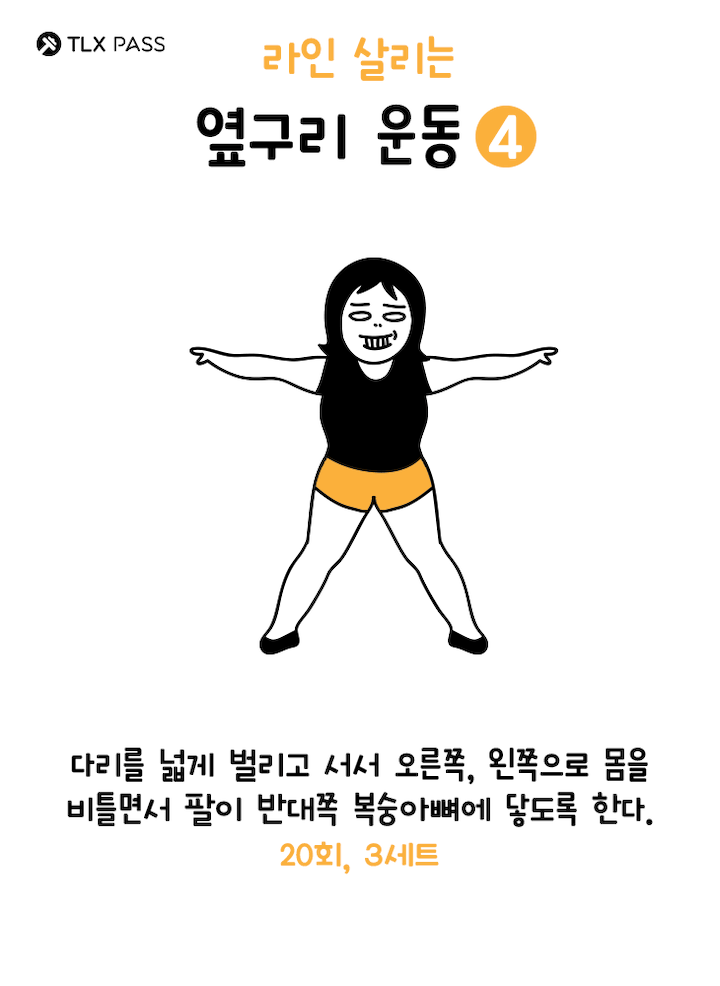 TLX PASS
라인 살리는
옆구리 운동 4
다리를 넓게 벌리고 서서 오른쪽, 왼쪽으로 몸을
비틀면서 팔이 반대쪽 복숭아뼈에 닿도록 한다.
20회, 3세트